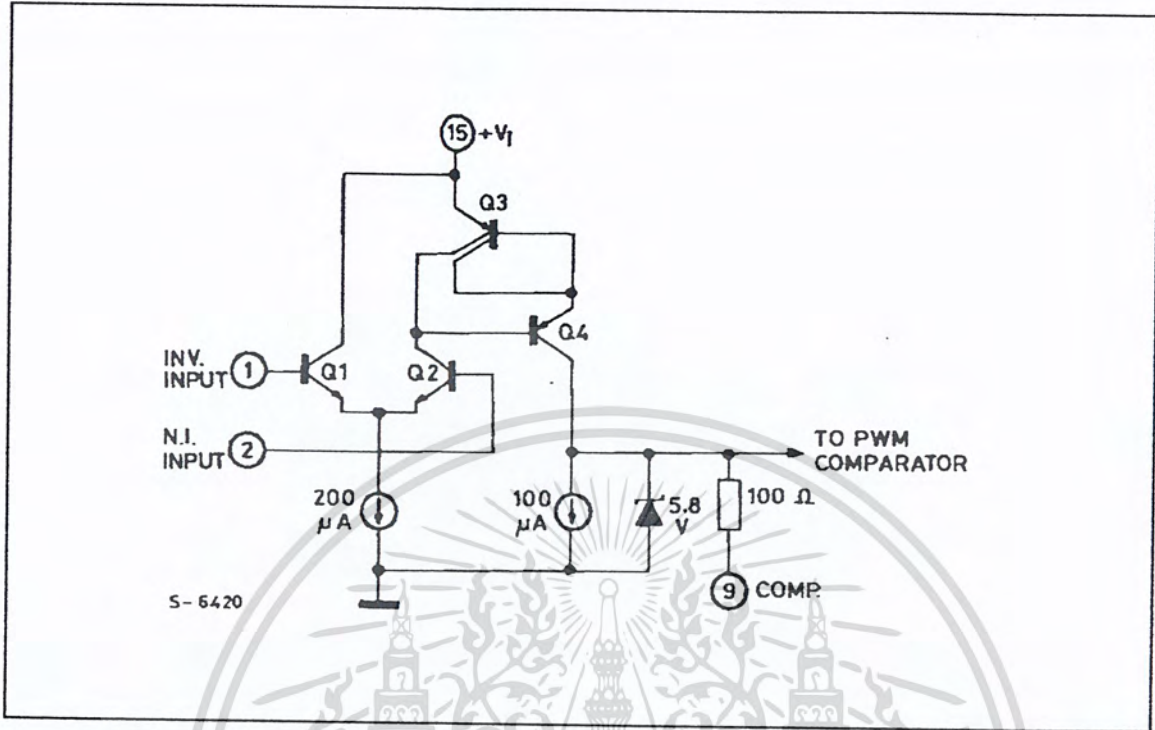 15 +VI
Q3
Q4
INV.
INPUT 1 Q1 Q2
N.I.
INPUT 2
TO PWM
COMPARATOR
200
μA
100
μA
5.8
V
100 Ω
9 COMP.
S-6420